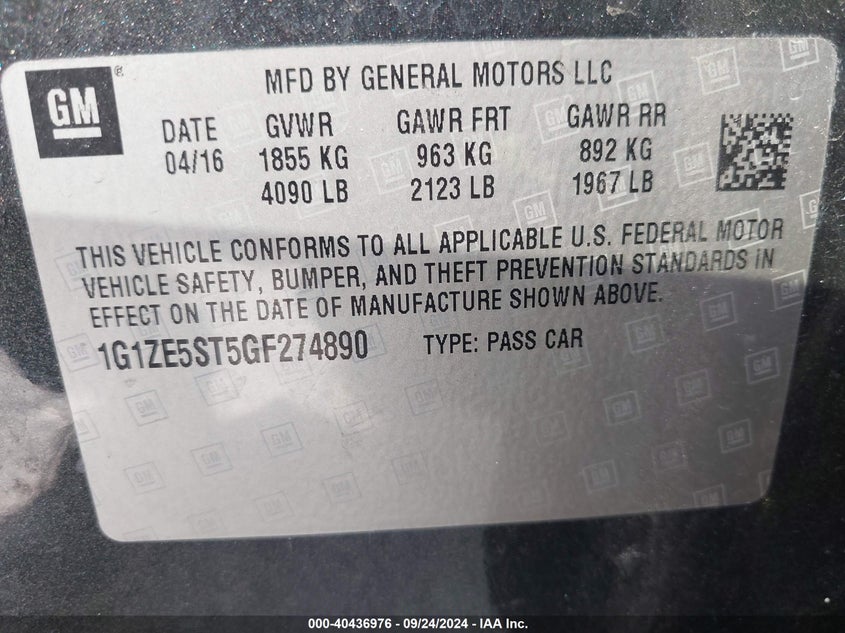 GM
MFD BY GENERAL MOTORS LLC
DATE GVWR GAWR FRT GAWR RR
04/16 1855 KG 963 KG 892 KG
4090 LB 2123 LB 1967 LB
THIS VEHICLE CONFORMS TO ALL APPLICABLE U.S. FEDERAL MOTOR
VEHICLE SAFETY, BUMPER, AND THEFT PREVENTION STANDARDS IN
EFFECT ON THE DATE OF MANUFACTURE SHOWN ABOVE.
1G1ZE5ST5GF274890 TYPE: PASS CAR
000-40436976 - 09/24/2024 - IAA Inc.